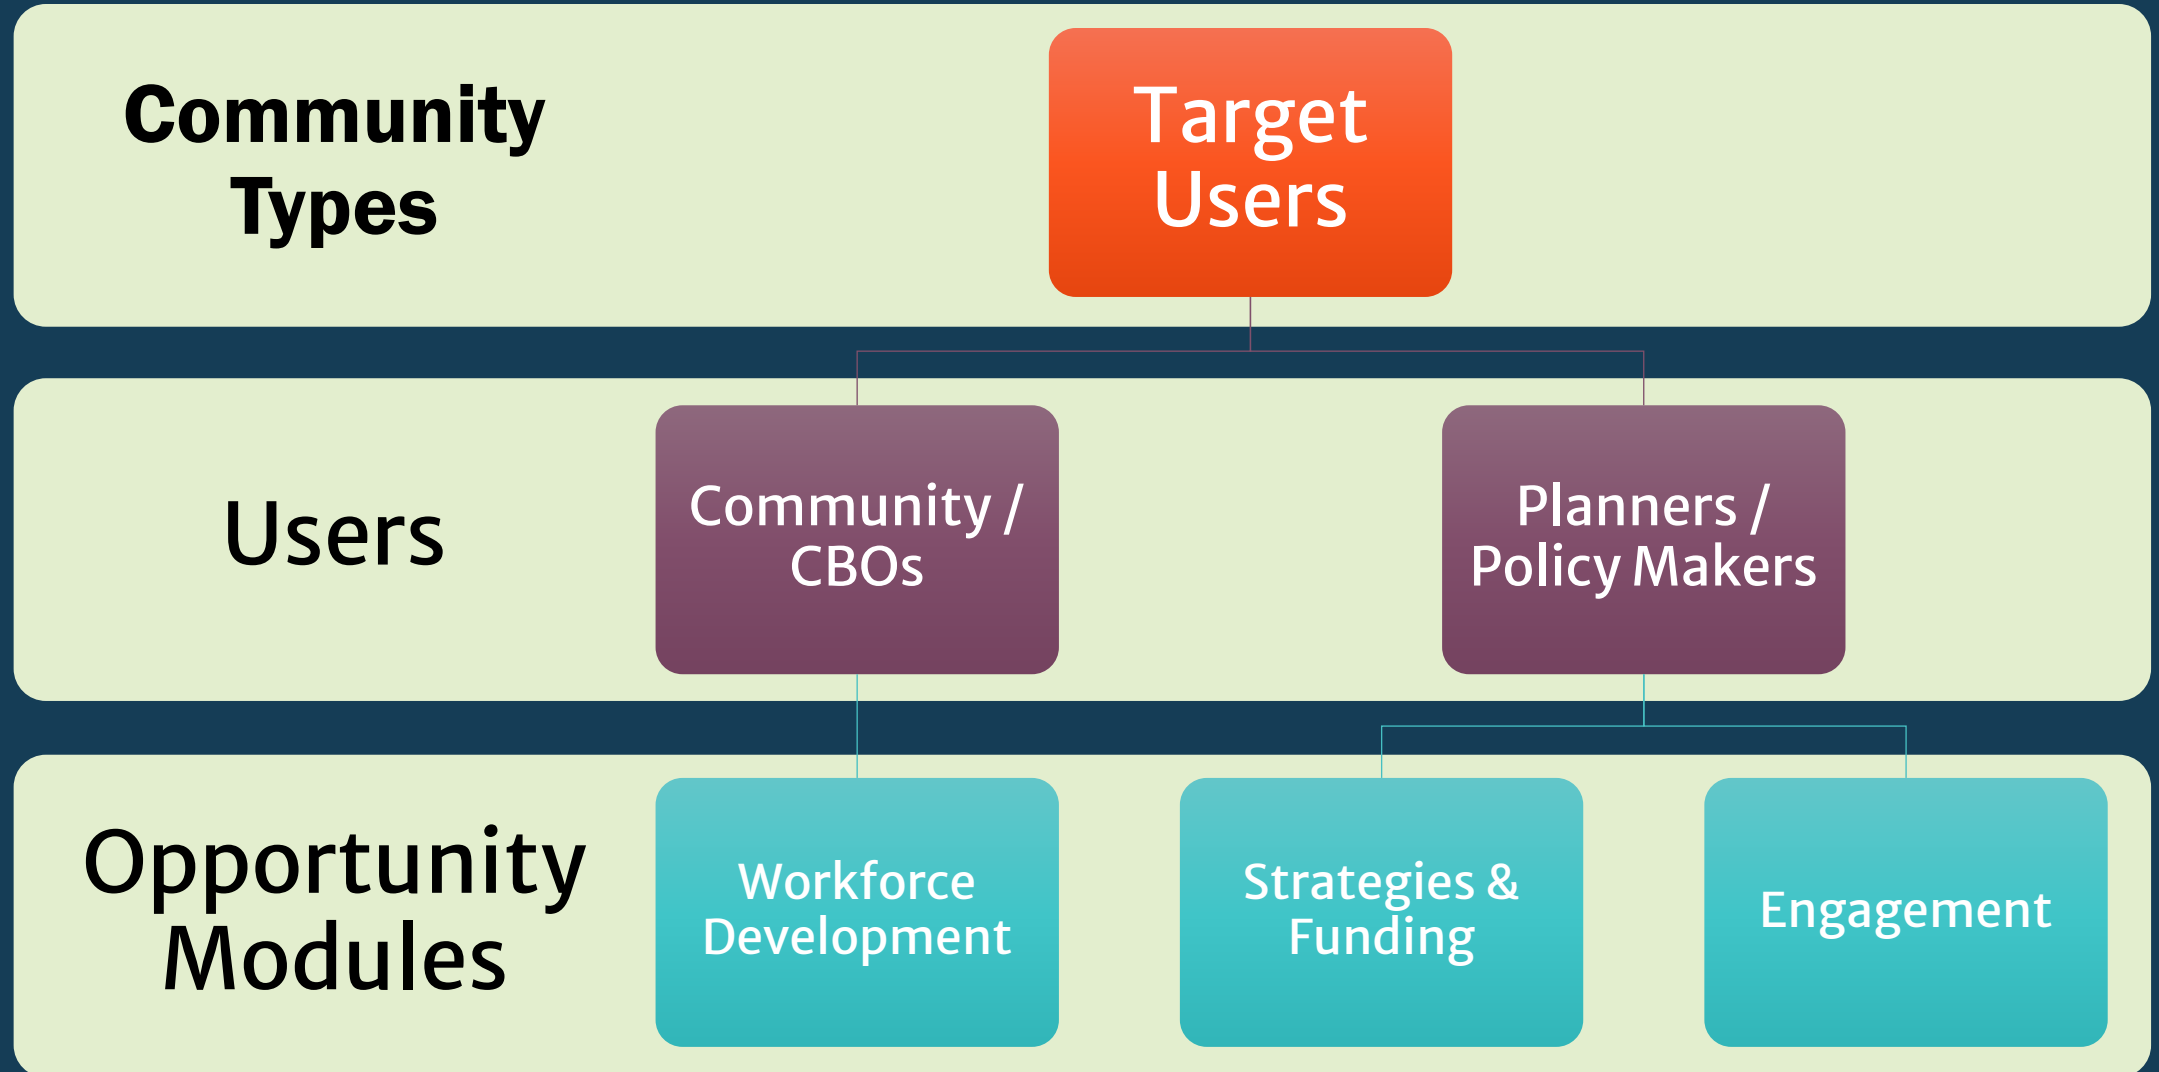 Community
Types
Target
Users
Users
Community /
CBOs
Planners /
Policy Makers
Opportunity
Modules
Workforce
Development
Strategies &
Funding
Engagement